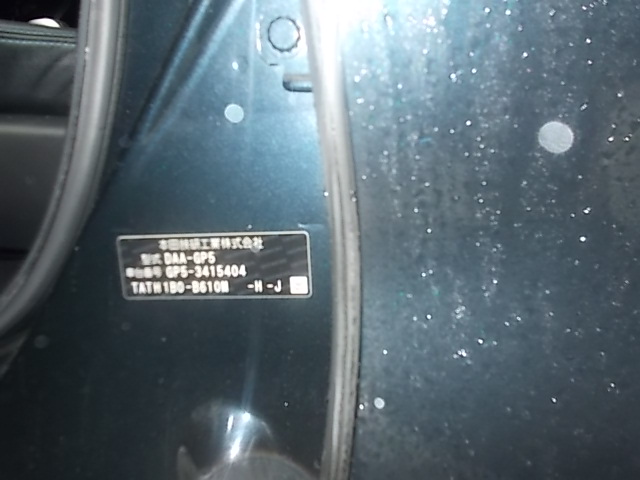 本田技研工業株式会社
型式 DAA-GP5
車台番号 GP5-3415404
TATH1B0-B610M -H -J